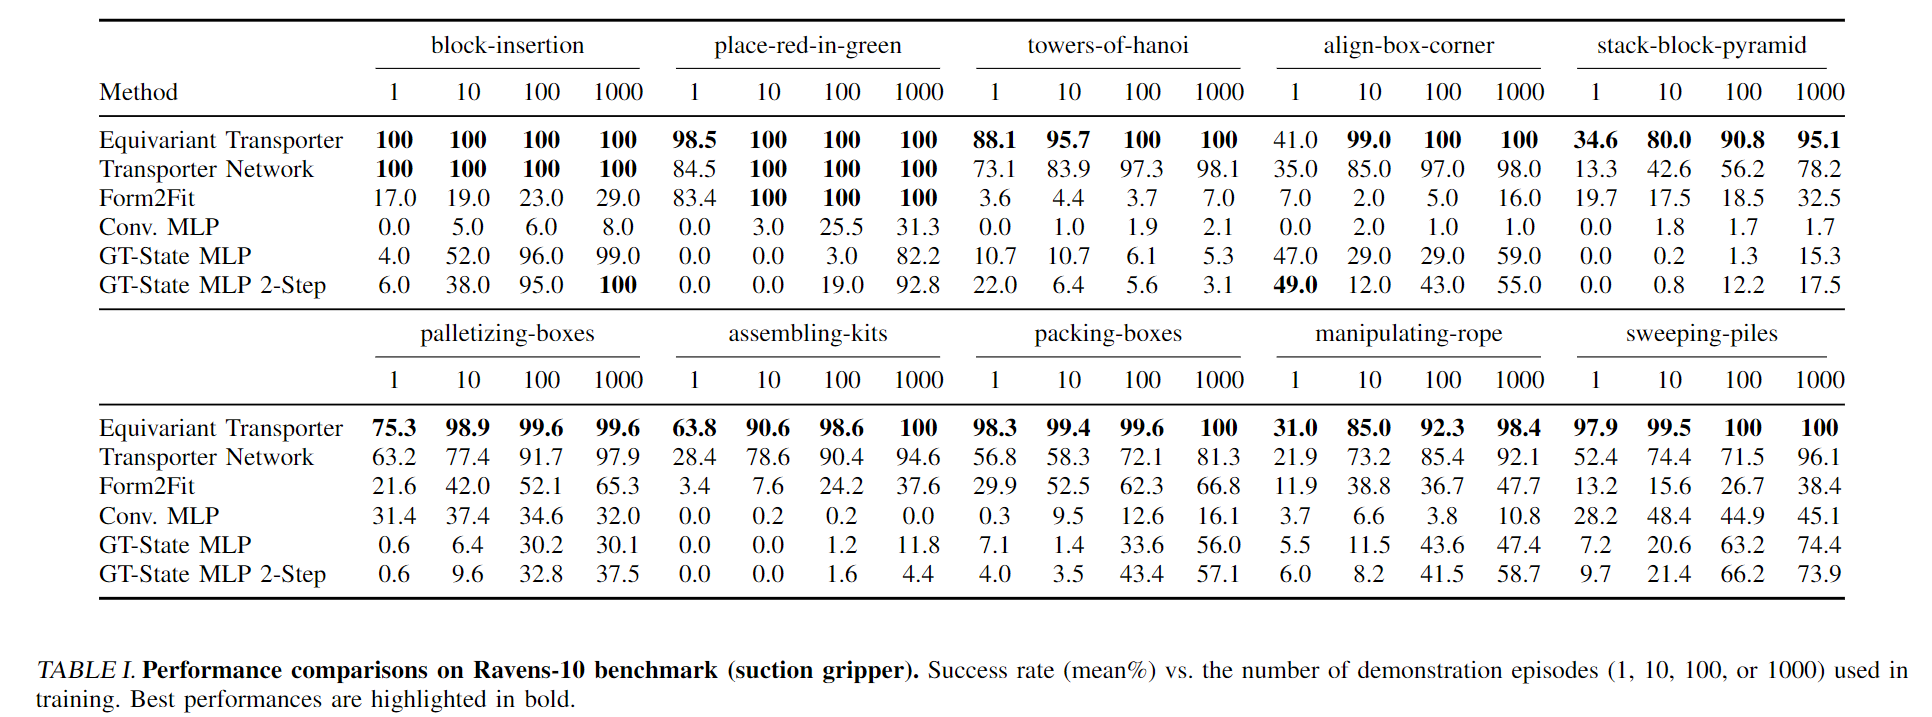 block-insertion place-red-in-green towers-of-hanoi align-box-corner stack-block-pyramid
Method 1 10 100 1000 1 10 100 1000 1 10 100 1000 1 10 100 1000 1 10 100 1000
Equivariant Transporter 100 100 100 100 98.5 100 100 100 88.1 95.7 100 100 41.0 99.0 100 100 34.6 80.0 90.8 95.1
Transporter Network 100 100 100 100 84.5 100 100 100 73.1 83.9 97.3 98.1 35.0 85.0 97.0 98.0 13.3 42.6 56.2 78.2
Form2Fit 17.0 19.0 23.0 29.0 83.4 100 100 100 3.6 4.4 3.7 7.0 7.0 2.0 5.0 16.0 19.7 17.5 18.5 32.5
Conv. MLP 0.0 5.0 6.0 8.0 0.0 3.0 25.5 31.3 0.0 1.0 1.9 2.1 0.0 2.0 1.0 1.0 0.0 1.8 1.7 1.7
GT-State MLP 4.0 52.0 96.0 99.0 0.0 0.0 3.0 82.2 10.7 10.7 6.1 5.3 47.0 29.0 29.0 59.0 0.0 0.2 1.3 15.3
GT-State MLP 2-Step 6.0 38.0 95.0 100 0.0 0.0 19.0 92.8 22.0 6.4 5.6 3.1 49.0 12.0 43.0 55.0 0.0 0.8 12.2 17.5
palletizing-boxes assembling-kits packing-boxes manipulating-rope sweeping-piles
1 10 100 1000 1 10 100 1000 1 10 100 1000 1 10 100 1000 1 10 100 1000
Equivariant Transporter 75.3 98.9 99.6 99.6 63.8 90.6 98.6 100 98.3 99.4 99.6 100 31.0 85.0 92.3 98.4 97.9 99.5 100 100
Transporter Network 63.2 77.4 91.7 97.9 28.4 78.6 90.4 94.6 56.8 58.3 72.1 81.3 21.9 73.2 85.4 92.1 52.4 74.4 71.5 96.1
Form2Fit 21.6 42.0 52.1 65.3 3.4 7.6 24.2 37.6 29.9 52.5 62.3 66.8 11.9 38.8 36.7 47.7 13.2 15.6 26.7 38.4
Conv. MLP 31.4 37.4 34.6 32.0 0.0 0.2 0.2 0.0 0.3 9.5 12.6 16.1 3.7 6.6 3.8 10.8 28.2 48.4 44.9 45.1
GT-State MLP 0.6 6.4 30.2 30.1 0.0 0.0 1.2 11.8 7.1 1.4 33.6 56.0 5.5 11.5 43.6 47.4 7.2 20.6 63.2 74.4
GT-State MLP 2-Step 0.6 9.6 32.8 37.5 0.0 0.0 1.6 4.4 4.0 3.5 43.4 57.1 6.0 8.2 41.5 58.7 9.7 21.4 66.2 73.9
TABLE I. Performance comparisons on Ravens-10 benchmark (suction gripper). Success rate (mean%) vs. the number of demonstration episodes (1, 10, 100, or 1000) used in
training. Best performances are highlighted in bold.